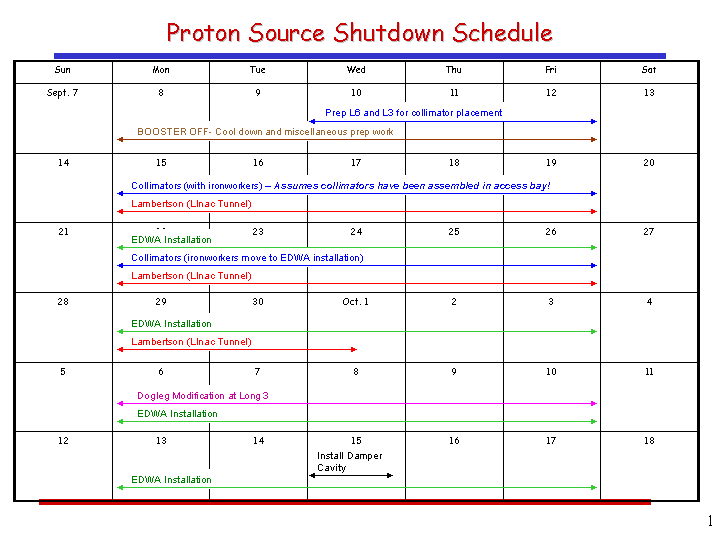 Proton Source Shutdown Schedule
Sun Mon Tue Wed Thu Fri Sat
Sept. 7 8 9 10 11 12 13
Prep L6 and L3 for collimator placement
BOOSTER OFF- Cool down and miscellaneous prep work
14 15 16 17 18 19 20
Collimators (with ironworkers) – Assumes collimators have been assembled in access bay!
Lambertson (Linac Tunnel)
21 23 24 25 26 27
EDWA Installation
Collimators (ironworkers move to EDWA installation)
Lambertson (Linac Tunnel)
28 29 30 Oct. 1 2 3 4
EDWA Installation
Lambertson (Linac Tunnel)
5 6 7 8 9 10 11
Dogleg Modification at Long 3
EDWA Installation
12 13 14 15 16 17 18
Install Damper
Cavity
EDWA Installation
1